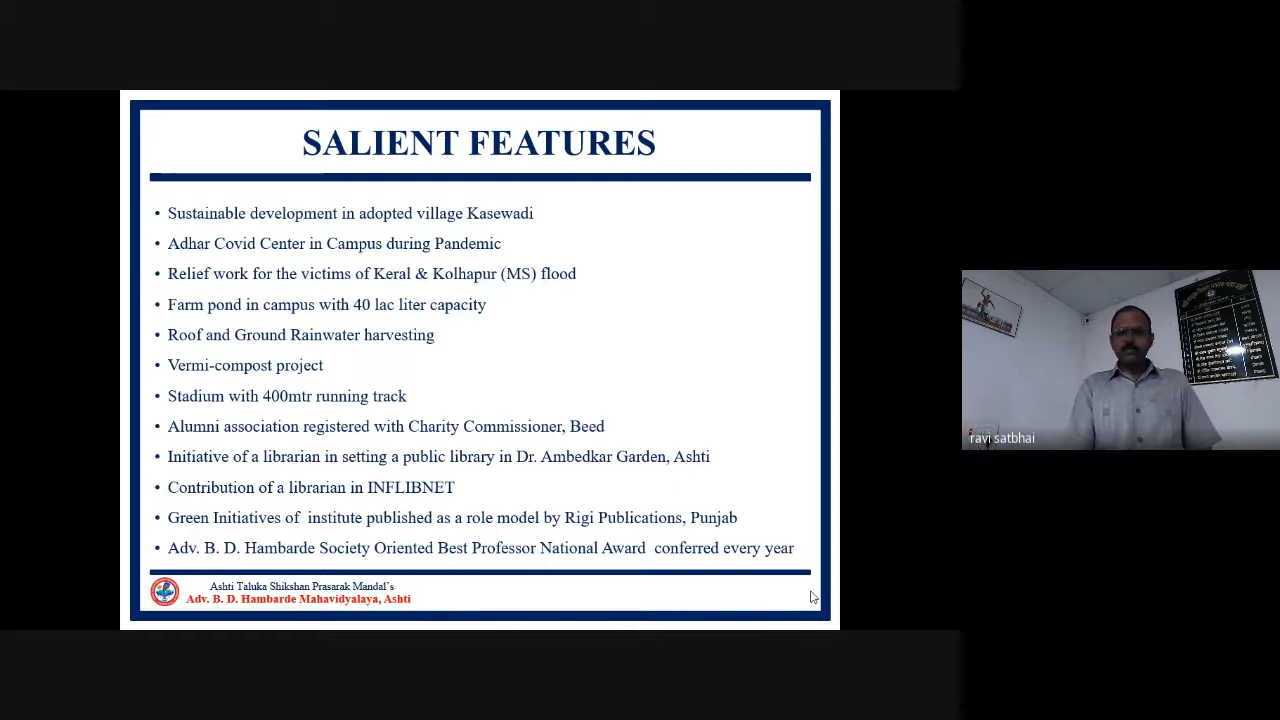 SALIENT FEATURES
• Sustainable development in adopted village Kasewadi
• Adhar Covid Center in Campus during Pandemic
• Relief work for the victims of Keral & Kolhapur (MS) flood
• Farm pond in campus with 40 lac liter capacity
• Roof and Ground Rainwater harvesting
• Vermi-compost project
• Stadium with 400mtr running track
• Alumni association registered with Charity Commissioner, Beed
• Initiative of a librarian in setting a public library in Dr. Ambedkar Garden, Ashti
• Contribution of a librarian in INFLIBNET
• Green Initiatives of  institute published as a role model by Rigi Publications, Punjab
• Adv. B. D. Hambarde Society Oriented Best Professor National Award  conferred every year
Ashti Taluka Shikshan Prasarak Mandal's
Adv. B. D. Hambarde Mahavidyalaya, Ashti
ravi satbhai